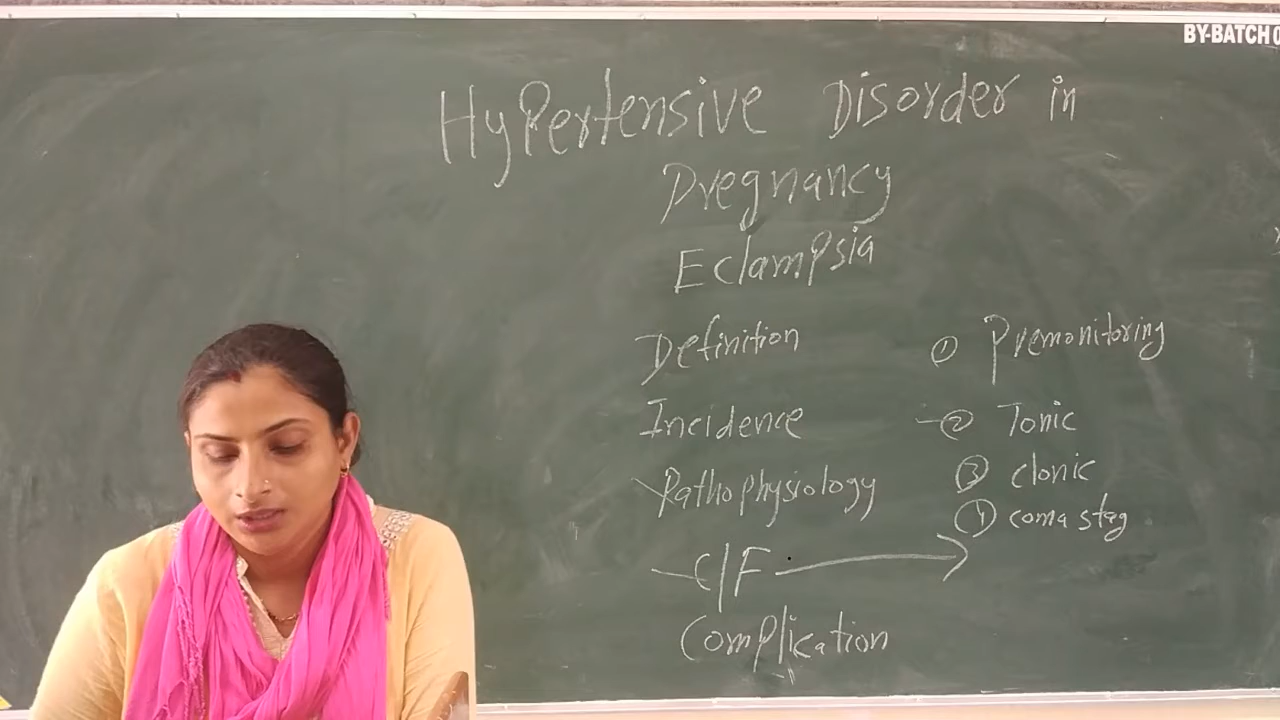 BY-BATCH
Hypertensive Disorder in
Pregnancy
Eclampsia
Definition
Incidence
Pathophysiology
C/F →
Complication
① Premonitoring
② Tonic
③ clonic
④ coma stag